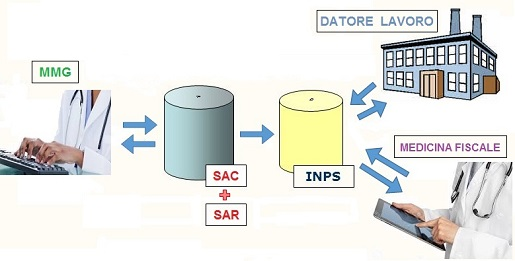 DATORE LAVORO
MMG
MEDICINA FISCALE
SAC
INPS
+
SAR